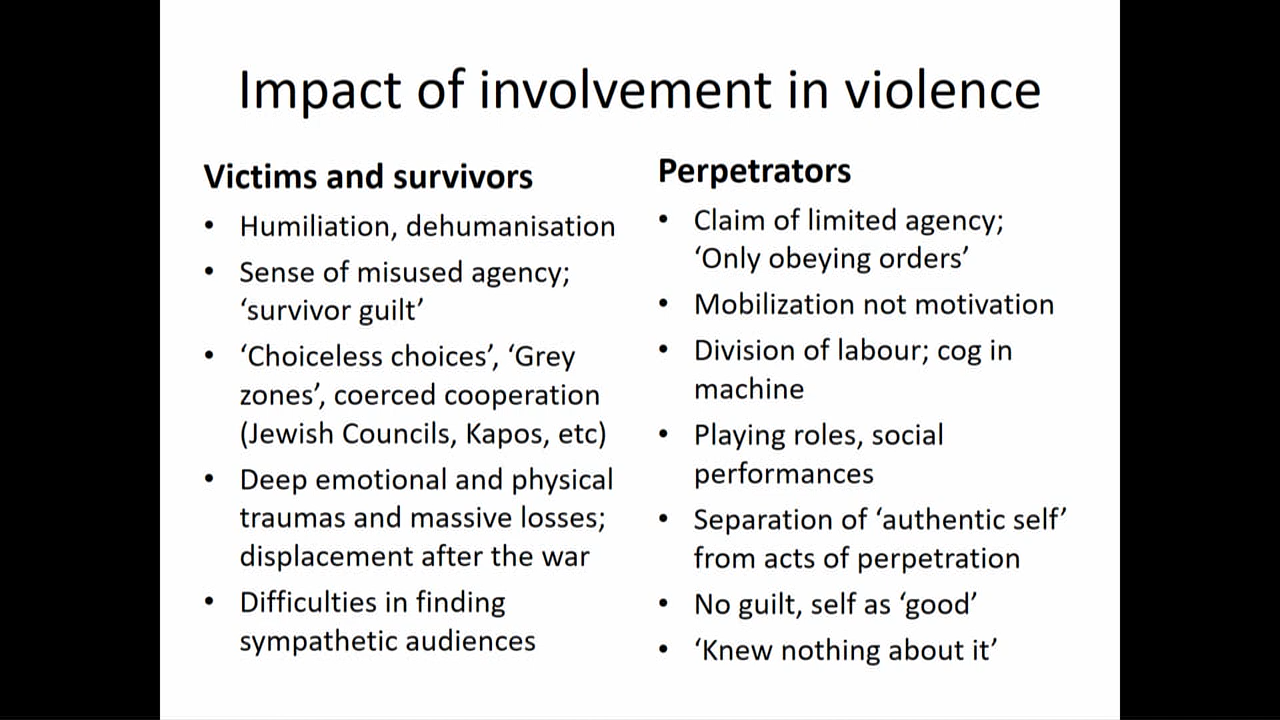 Impact of involvement in violence
Victims and survivors
• Humiliation, dehumanisation
• Sense of misused agency;
‘survivor guilt’
• ‘Choiceless choices’, ‘Grey
zones’, coerced cooperation
(Jewish Councils, Kapos, etc)
• Deep emotional and physical
traumas and massive losses;
displacement after the war
• Difficulties in finding
sympathetic audiences
Perpetrators
• Claim of limited agency;
‘Only obeying orders’
• Mobilization not motivation
• Division of labour; cog in
machine
• Playing roles, social
performances
• Separation of ‘authentic self’
from acts of perpetration
• No guilt, self as ‘good’
• ‘Knew nothing about it’